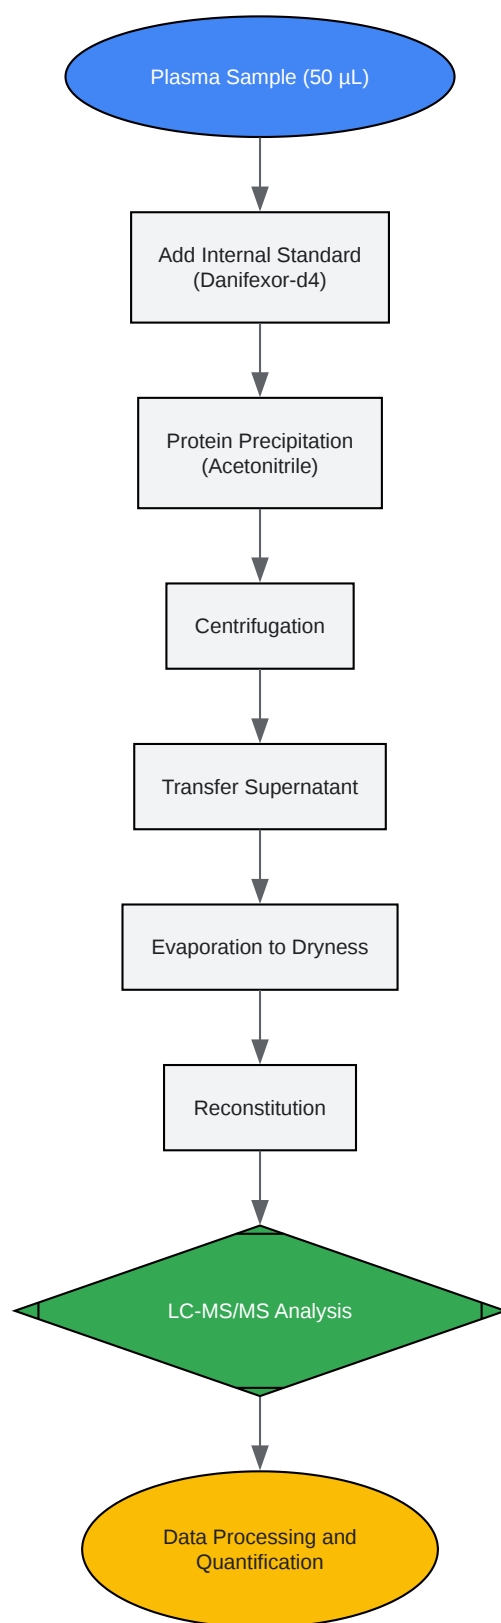 Plasma Sample (50 µL)
Add Internal Standard
(Danifexor-d4)
Protein Precipitation
(Acetonitrile)
Centrifugation
Transfer Supernatant
Evaporation to Dryness
Reconstitution
LC-MS/MS Analysis
Data Processing and
Quantification